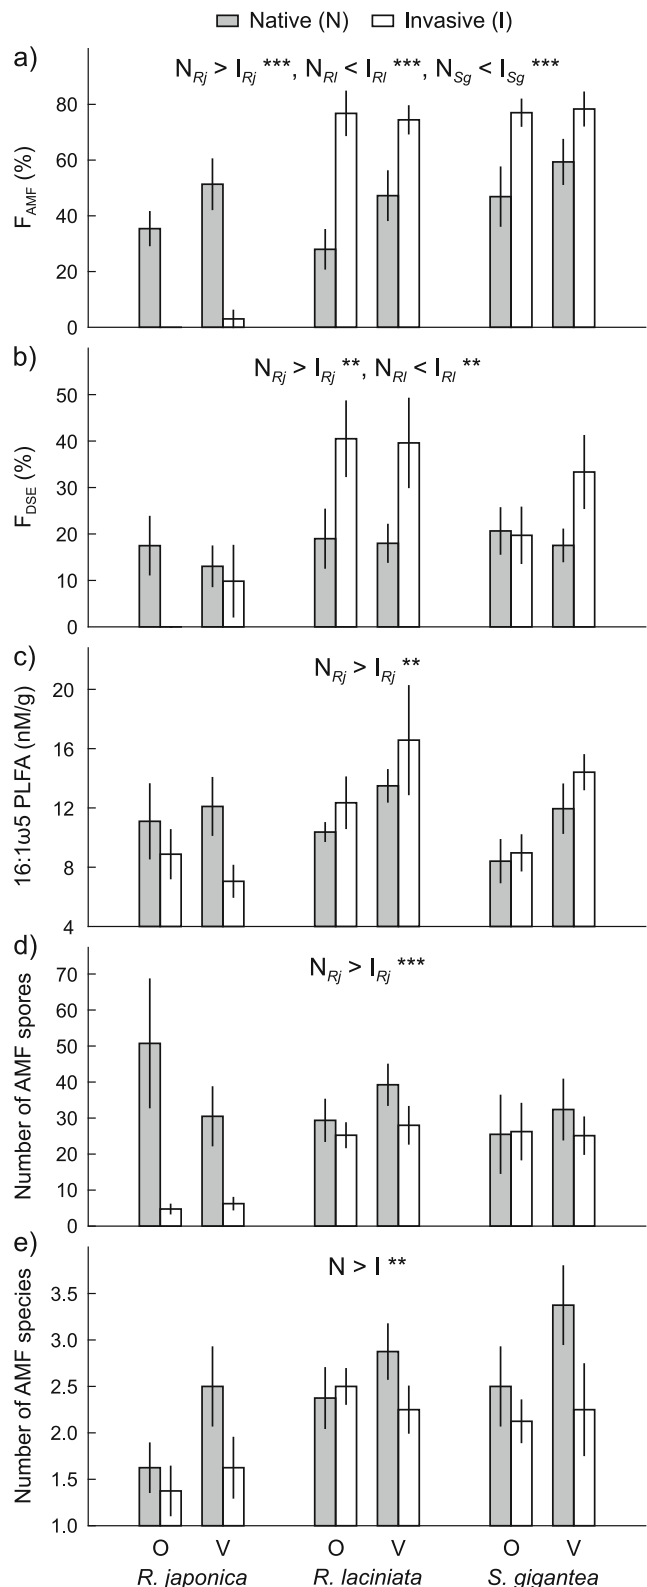 Native (N) Invasive (I)
a)
N_Rj > I_Rj ***, N_Rl < I_Rl ***, N_Sg < I_Sg ***
80
60
40
20
0
F_AMF (%)
b)
N_Rj > I_Rj **, N_Rl < I_Rl **
50
40
30
20
10
0
F_DSE (%)
c)
N_Rj > I_Rj **
20
16
12
8
4
16:1ω5 PLFA (nM/g)
d)
N_Rj > I_Rj ***
70
60
50
40
30
20
10
0
Number of AMF spores
e)
N > I **
3.5
3.0
2.5
2.0
1.5
1.0
Number of AMF species
O V O V O V
R. japonica R. laciniata S. gigantea